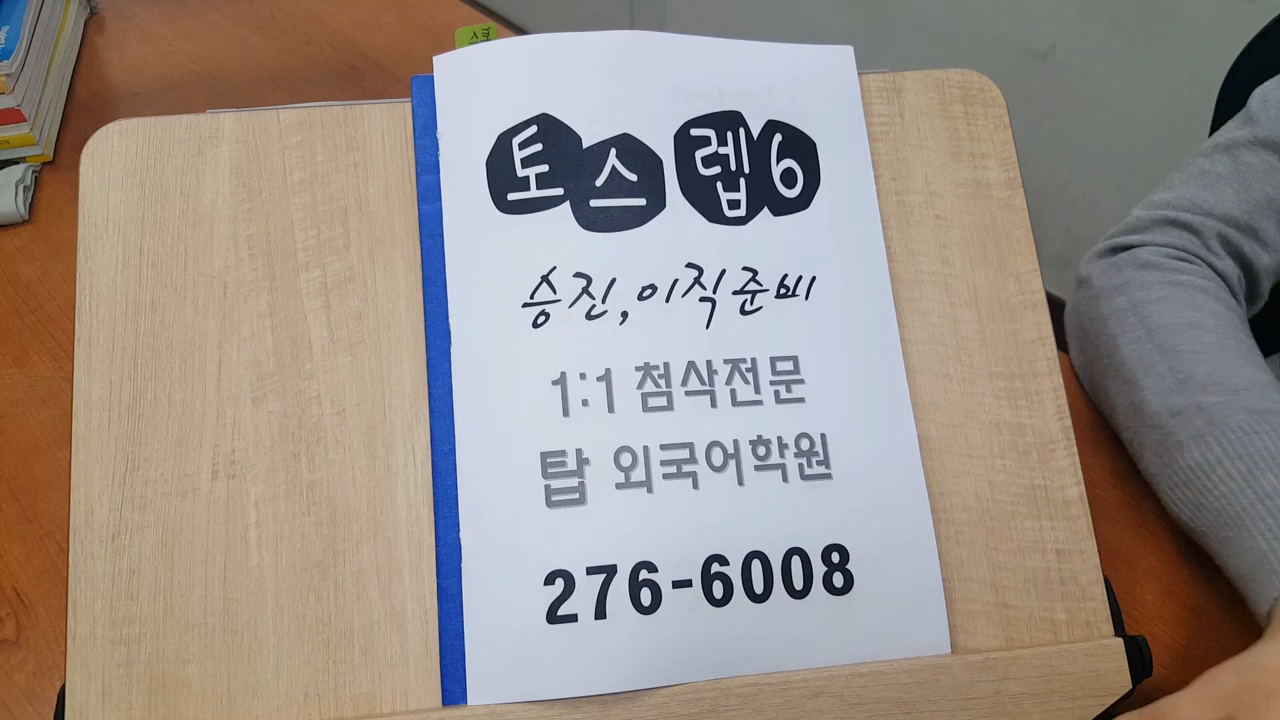 토스 렙6
승진, 이직준비
1:1 첨삭전문
탑 외국어학원
276-6008